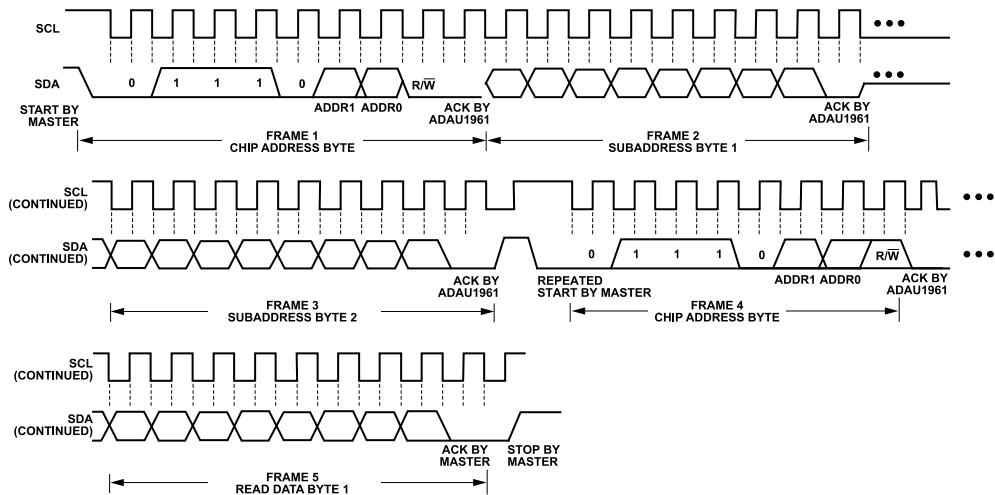 SCL
SDA
0 1 1 1 0 R/W̅
START BY
MASTER
ADDR1 ADDR0
ACK BY
ADAU1961
ACK BY
ADAU1961
FRAME 1
CHIP ADDRESS BYTE
FRAME 2
SUBADDRESS BYTE 1
SCL
(CONTINUED)
SDA
(CONTINUED)
0 1 1 1 0 R/W̅
ACK BY
ADAU1961
REPEATED
START BY MASTER
ADDR1 ADDR0
ACK BY
ADAU1961
FRAME 3
SUBADDRESS BYTE 2
FRAME 4
CHIP ADDRESS BYTE
SCL
(CONTINUED)
SDA
(CONTINUED)
ACK BY
MASTER
STOP BY
MASTER
FRAME 5
READ DATA BYTE 1